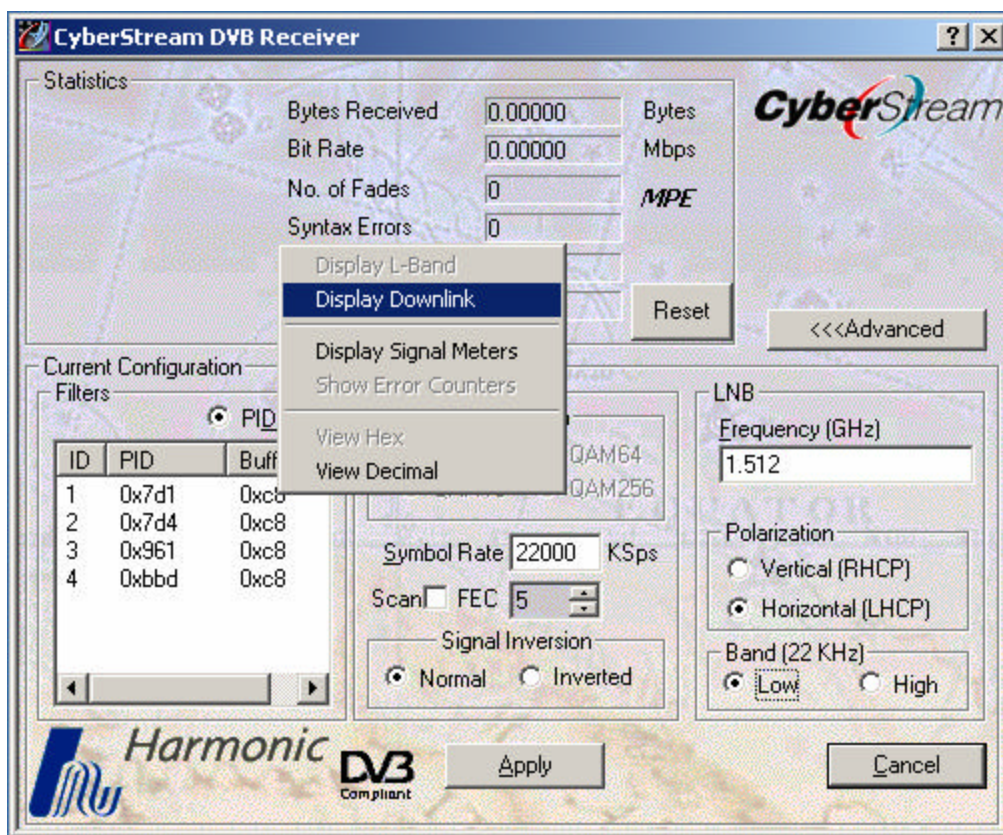 CyberStream DVB Receiver
Statistics
Bytes Received 0.00000 Bytes
Bit Rate 0.00000 Mbps
No. of Fades 0
MPE
Syntax Errors 0
CyberStream
Display L-Band
Display Downlink
Display Signal Meters
Show Error Counters
View Hex
View Decimal
Reset
<<<Advanced
Current Configuration
Filters
PID
ID PID Buff
1 0x7d1 0xc8
2 0x7d4 0xc8
3 0x961 0xc8
4 0xbbd 0xc8
QAM64
QAM256
Symbol Rate 22000 KSps
Scan FEC 5
Signal Inversion
Normal Inverted
LNB
Frequency (GHz)
1.512
EQUATOR
Polarization
Vertical (RHCP)
Horizontal (LHCP)
Band (22 KHz)
Low High
Harmonic
DVB
Compliant
Apply
Cancel